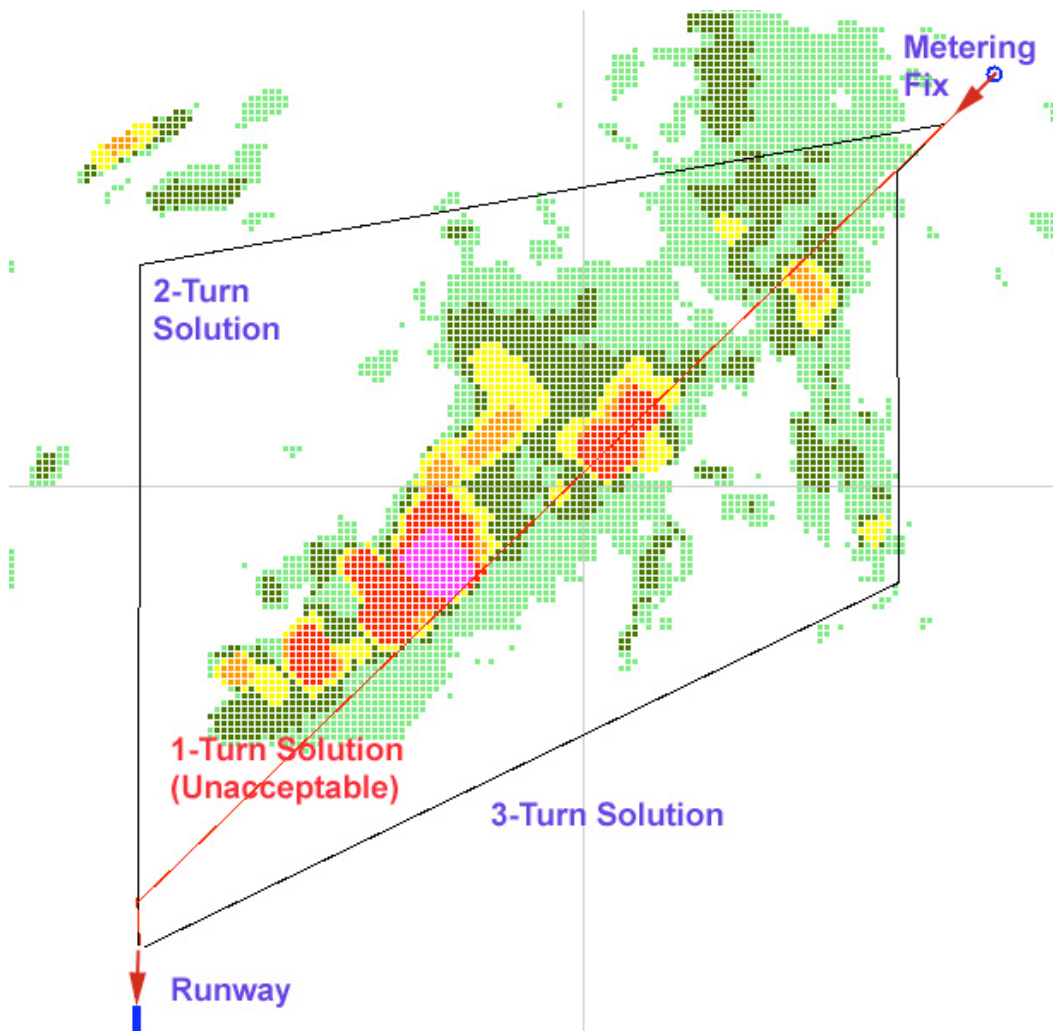 Metering
Fix
2-Turn
Solution
1-Turn Solution
(Unacceptable)
3-Turn Solution
Runway